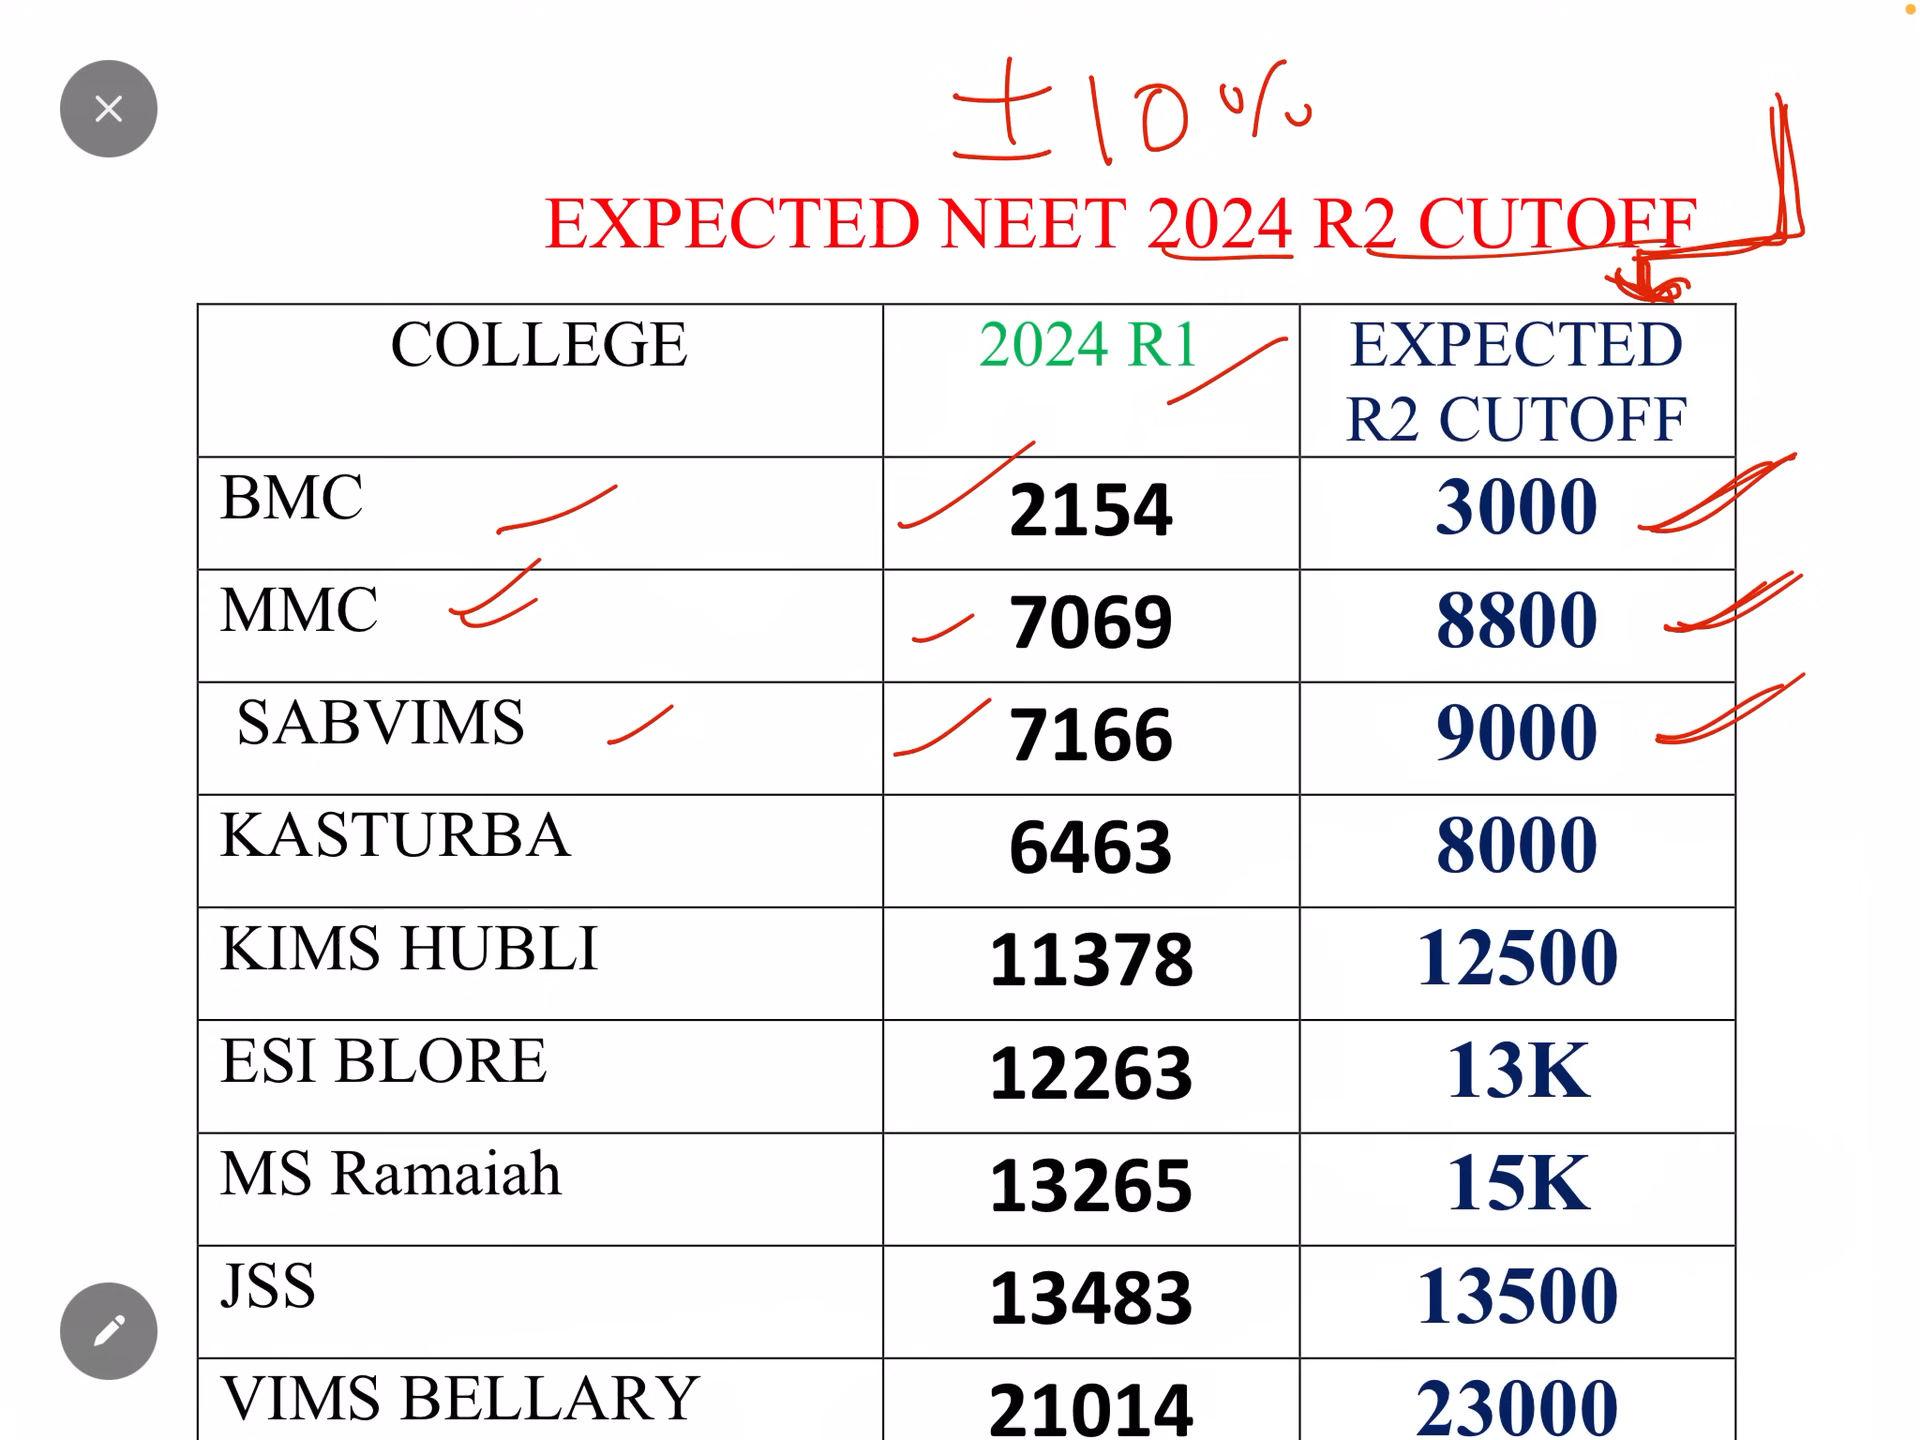 ±10%
EXPECTED NEET 2024 R2 CUTOFF
COLLEGE 2024 R1 EXPECTED
R2 CUTOFF
BMC 2154 3000
MMC 7069 8800
SABVIMS 7166 9000
KASTURBA 6463 8000
KIMS HUBLI 11378 12500
ESI BLORE 12263 13K
MS Ramaiah 13265 15K
JSS 13483 13500
VIMS BELLARY 21014 23000